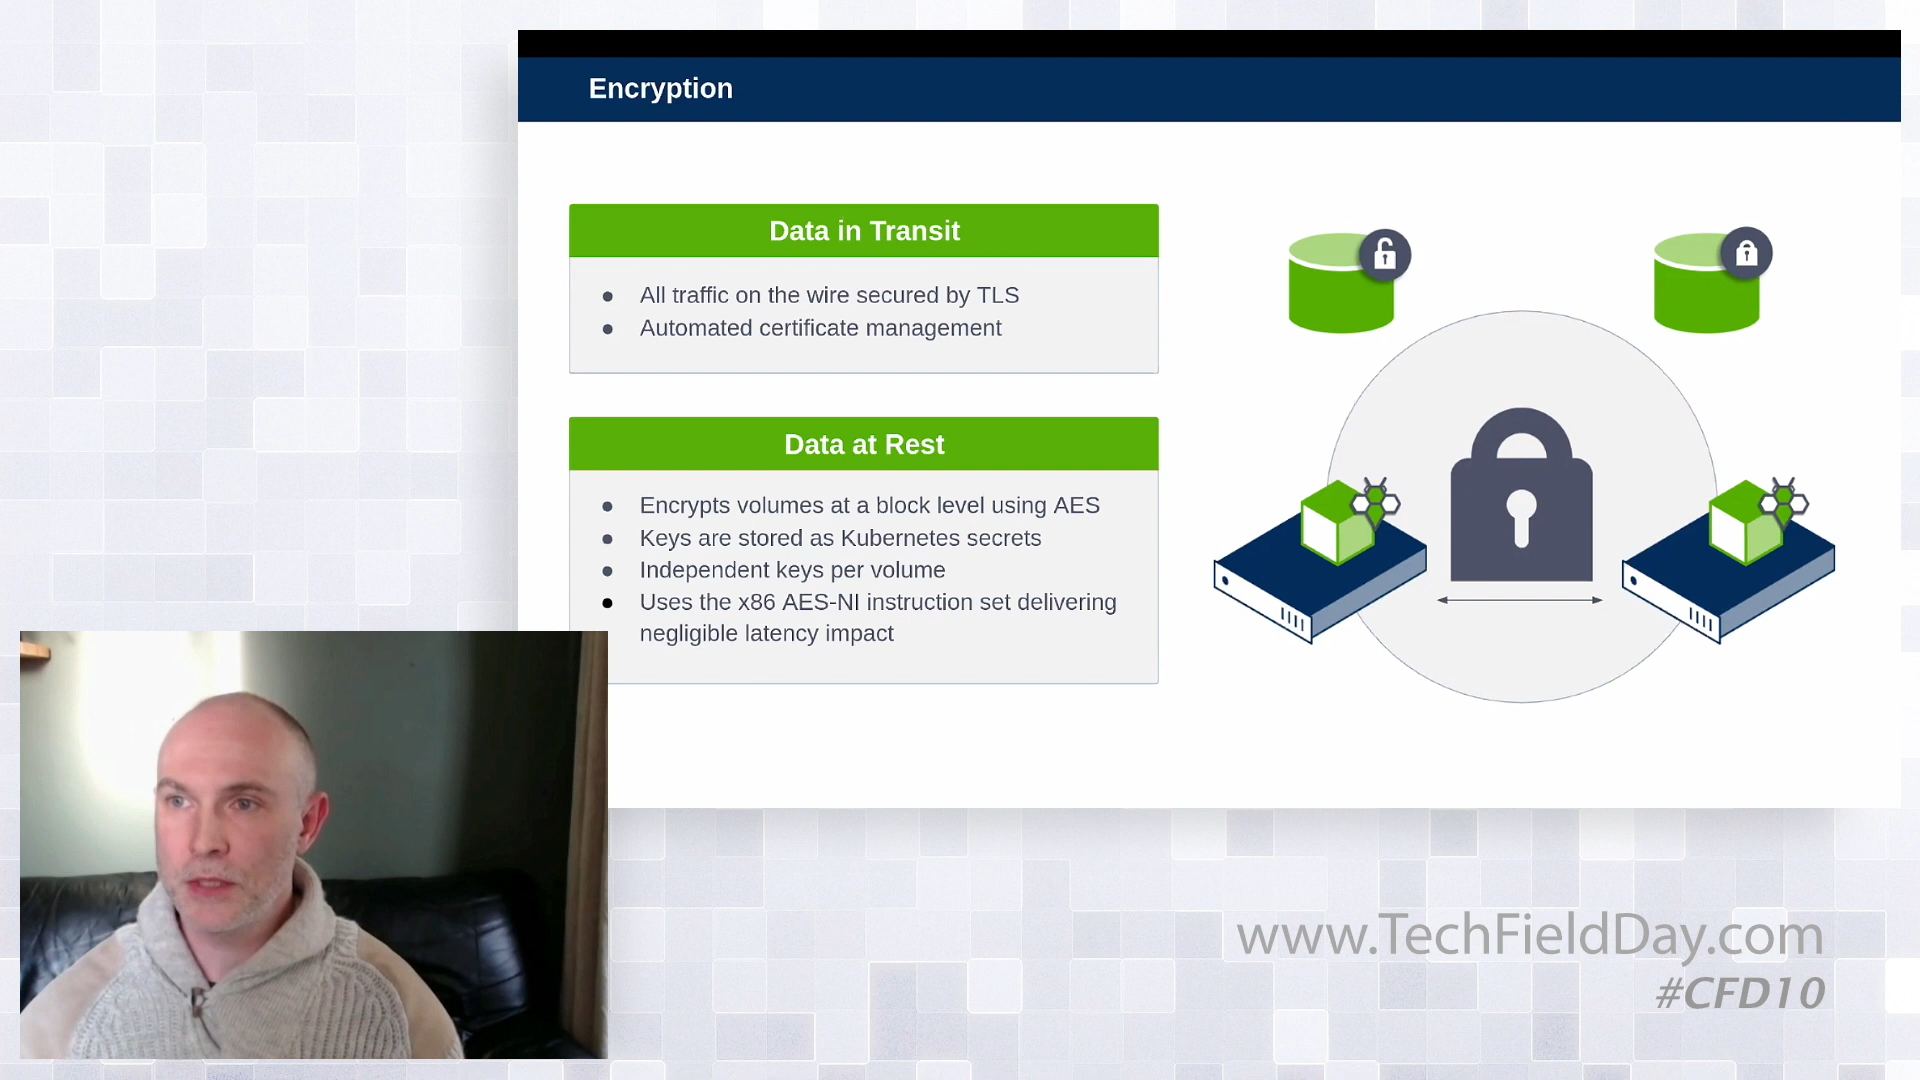 Encryption
Data in Transit
All traffic on the wire secured by TLS
Automated certificate management
Data at Rest
Encrypts volumes at a block level using AES
Keys are stored as Kubernetes secrets
Independent keys per volume
Uses the x86 AES-NI instruction set delivering
negligible latency impact
www.TechFieldDay.com
#CFD10